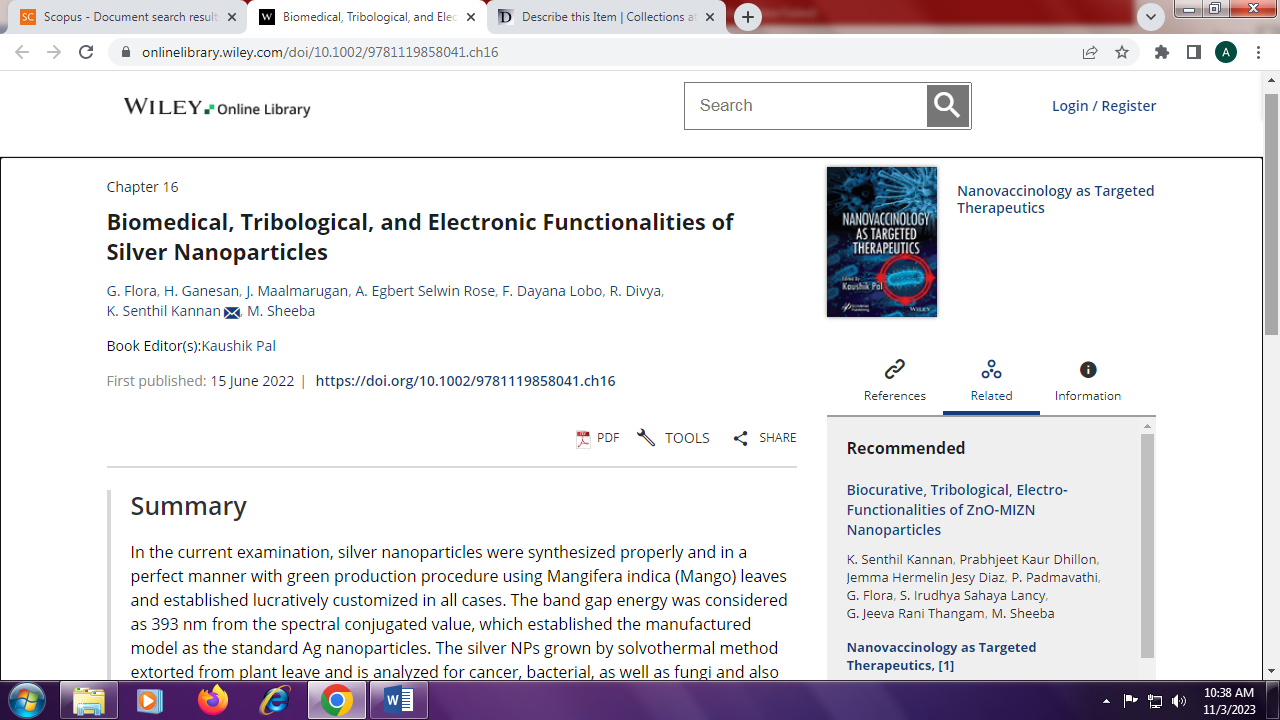 Scopus - Document search result
Biomedical, Tribological, and Elec
Describe this Item | Collections a
onlinelibrary.wiley.com/doi/10.1002/9781119858041.ch16
A
WILEY Online Library
Search
Login / Register
Chapter 16
Biomedical, Tribological, and Electronic Functionalities of
Silver Nanoparticles
G. Flora, H. Ganesan, J. Maalmarugan, A. Egbert Selwin Rose, F. Dayana Lobo, R. Divya,
K. Senthil Kannan, M. Sheeba
Book Editor(s):Kaushik Pal
First published: 15 June 2022 | https://doi.org/10.1002/9781119858041.ch16
PDF TOOLS SHARE
Summary
In the current examination, silver nanoparticles were synthesized properly and in a
perfect manner with green production procedure using Mangifera indica (Mango) leaves
and established lucratively customized in all cases. The band gap energy was considered
as 393 nm from the spectral conjugated value, which established the manufactured
model as the standard Ag nanoparticles. The silver NPs grown by solvothermal method
extorted from plant leave and is analyzed for cancer, bacterial, as well as fungi and also
NANOVACCINOLOGY
AS TARGETED
THERAPEUTICS
Edited by
Kaushik Pal
WILEY
Nanovaccinology as Targeted
Therapeutics
References Related Information
Recommended
Biocurative, Tribological, Electro-
Functionalities of ZnO-MIZN
Nanoparticles
K. Senthil Kannan, Prabhjeet Kaur Dhillon,
Jemma Hermelin Jesy Diaz, P. Padmavathi,
G. Flora, S. Irudhya Sahaya Lancy,
G. Jeeva Rani Thangam, M. Sheeba
Nanovaccinology as Targeted
Therapeutics, [1]
10:38 AM
11/3/2023